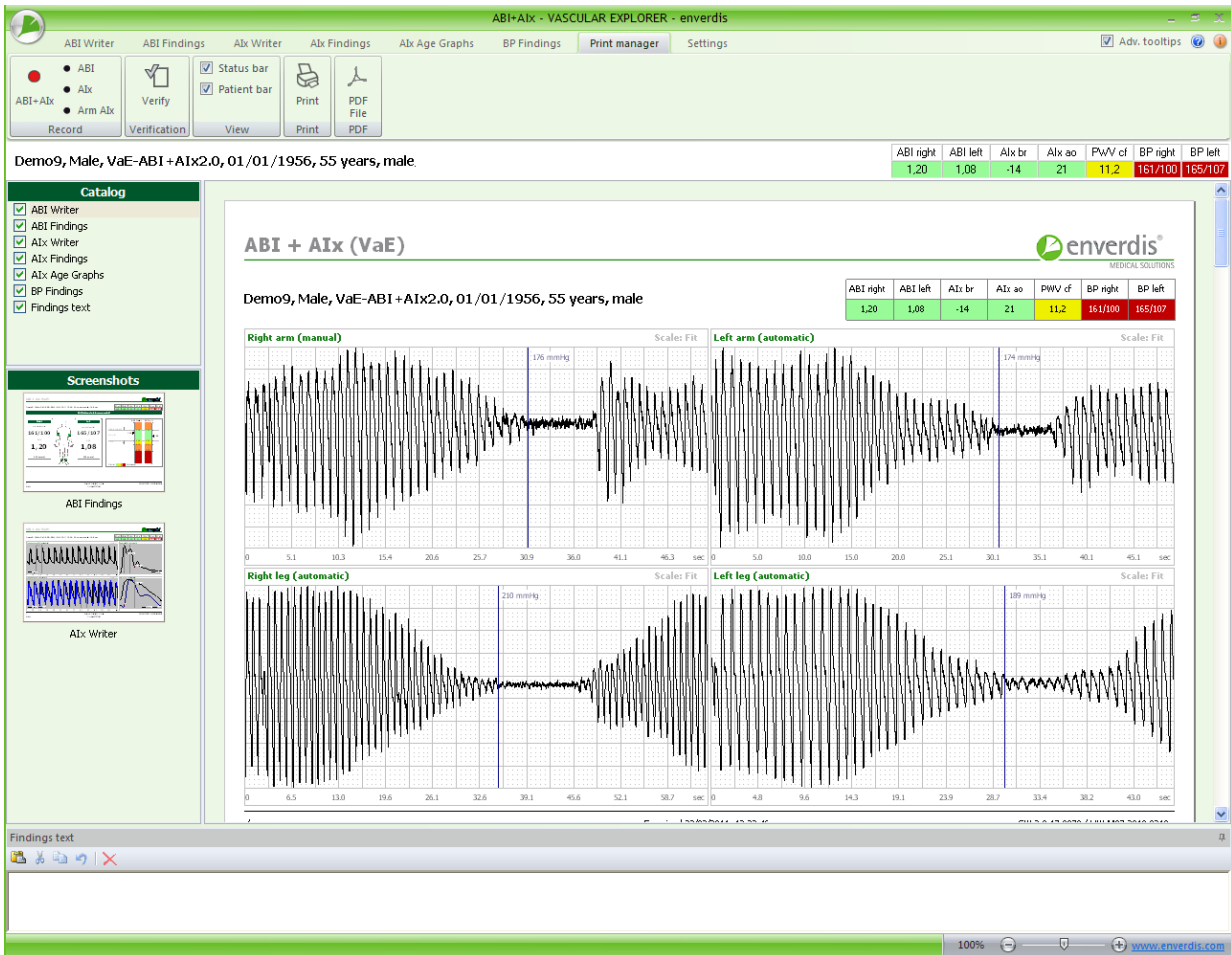 ABI+AIx - VASCULAR EXPLORER - enverdis
ABI Writer ABI Findings AIx Writer AIx Findings AIx Age Graphs BP Findings Print manager Settings Adv. tooltips
ABI+AIx
ABI
AIx
Arm AIx
Record
Verify
Verification
Status bar
Patient bar
View
Print
Print
PDF
File
PDF
Demo9, Male, VaE-ABI+AIx2.0, 01/01/1956, 55 years, male
ABI right ABI left AIx br AIx ao PWV cf BP right BP left
1,20 1,08 -14 21 11,2 161/100 165/107
Catalog
ABI Writer
ABI Findings
AIx Writer
AIx Findings
AIx Age Graphs
BP Findings
Findings text
Screenshots
161/100 165/107
1,20 1,08
ABI Findings
AIx Writer
ABI + AIx (VaE)
enverdis
MEDICAL SOLUTIONS
Demo9, Male, VaE-ABI+AIx2.0, 01/01/1956, 55 years, male
ABI right ABI left AIx br AIx ao PWV cf BP right BP left
1,20 1,08 -14 21 11,2 161/100 165/107
Right arm (manual) Scale: Fit
176 mmHg
0 5.1 10.3 15.4 20.6 25.7 30.9 36.0 41.1 46.3 sec
Left arm (automatic) Scale: Fit
174 mmHg
0 5.0 10.0 15.0 20.0 25.1 30.1 35.1 40.1 45.1 sec
Right leg (automatic) Scale: Fit
210 mmHg
0 6.5 13.0 19.6 26.1 32.6 39.1 45.6 52.1 58.7 sec
Left leg (automatic) Scale: Fit
189 mmHg
0 4.8 9.6 14.3 19.1 23.9 28.7 33.4 38.2 43.0 sec
Findings text
100% www.enverdis.com